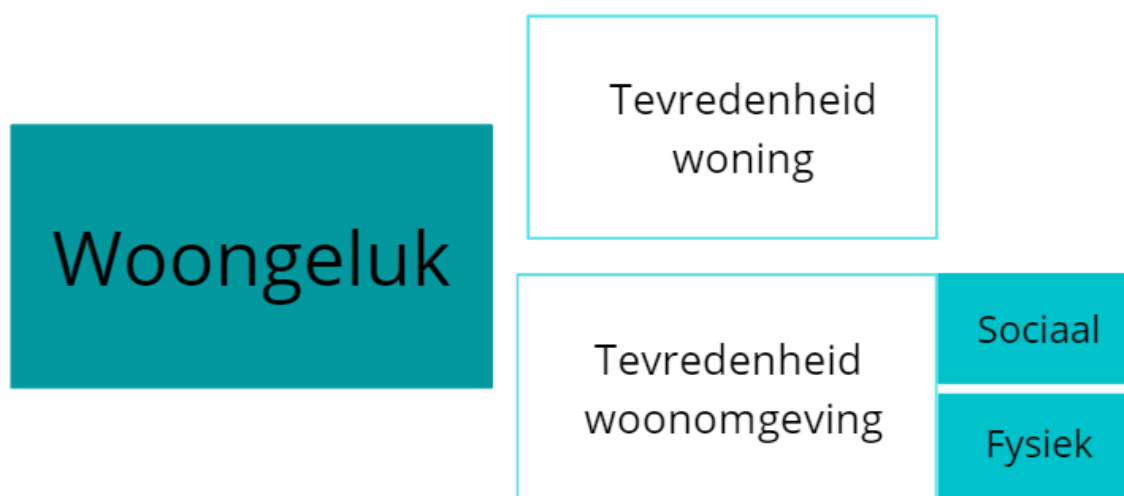 Woongeluk
Tevredenheid
woning
Tevredenheid
woonomgeving
Sociaal
Fysiek